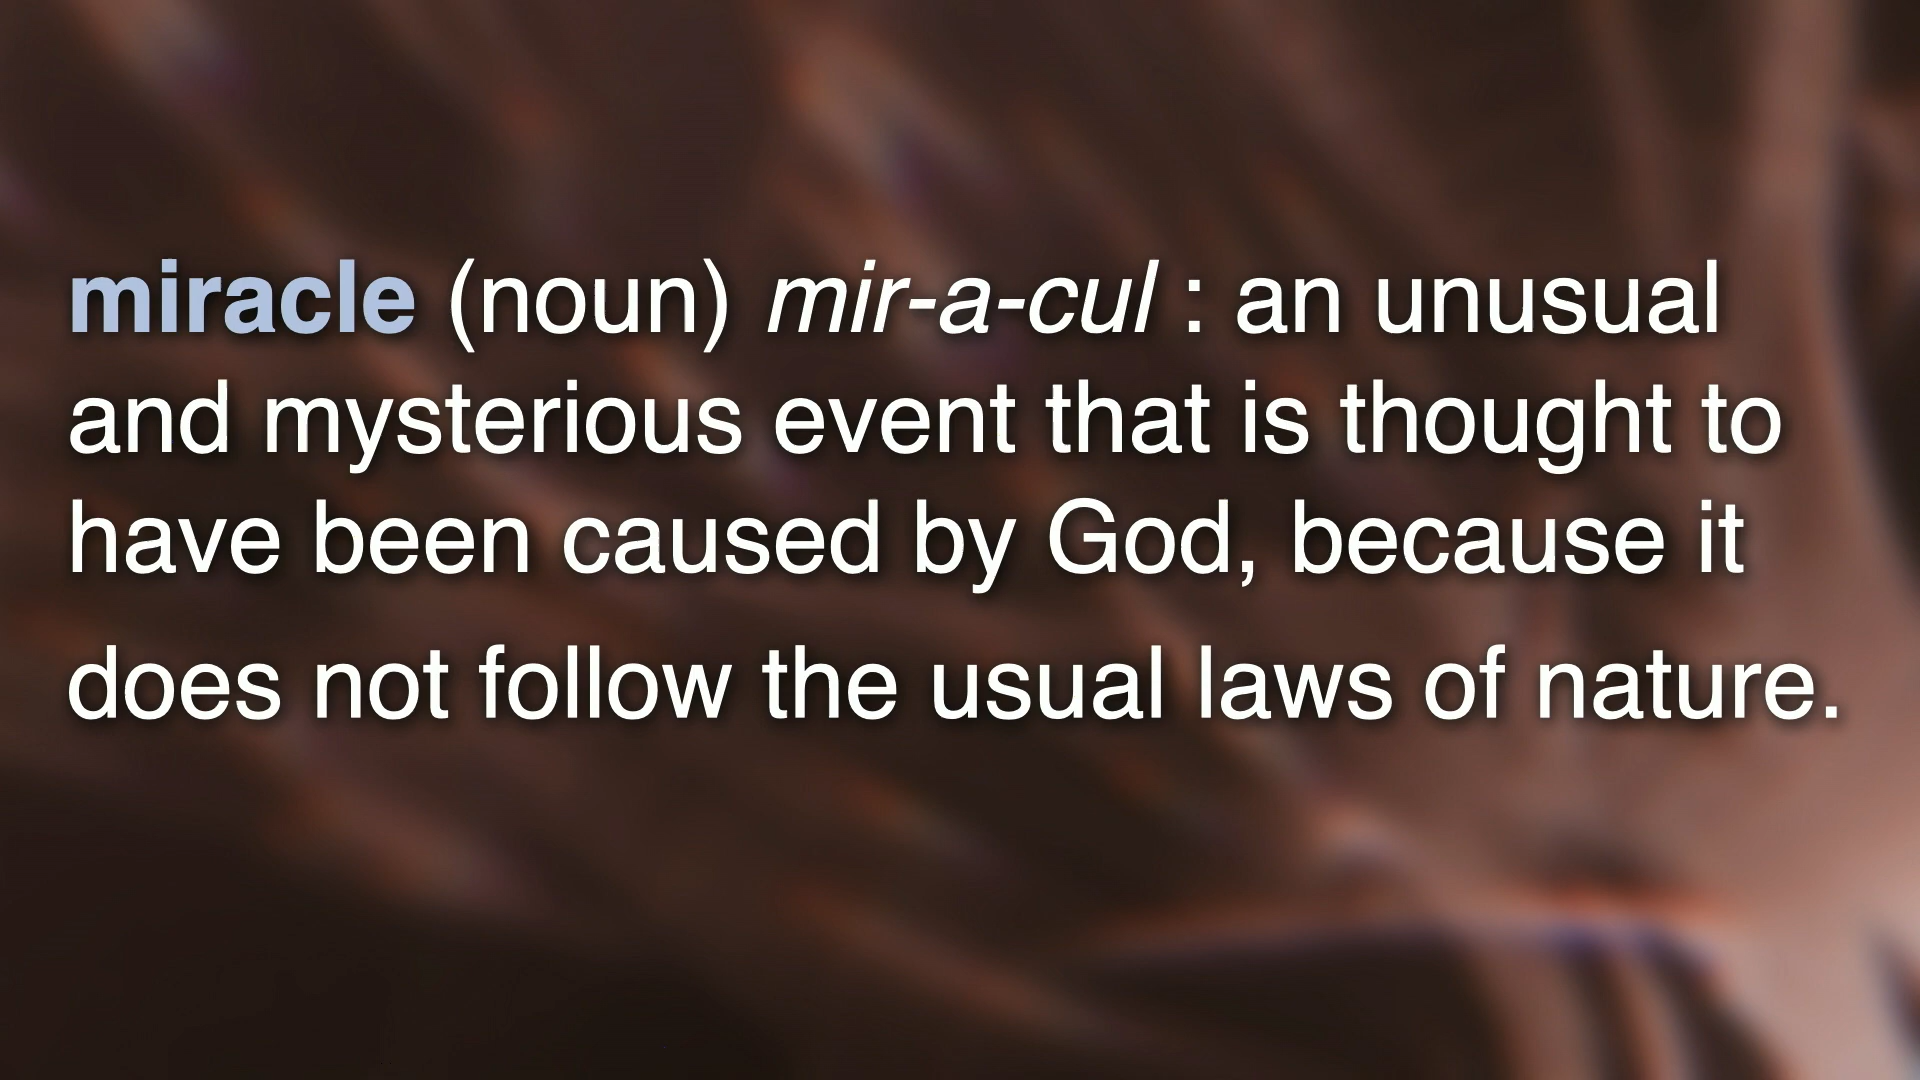 miracle (noun) mir-a-cul : an unusual
and mysterious event that is thought to
have been caused by God, because it
does not follow the usual laws of nature.